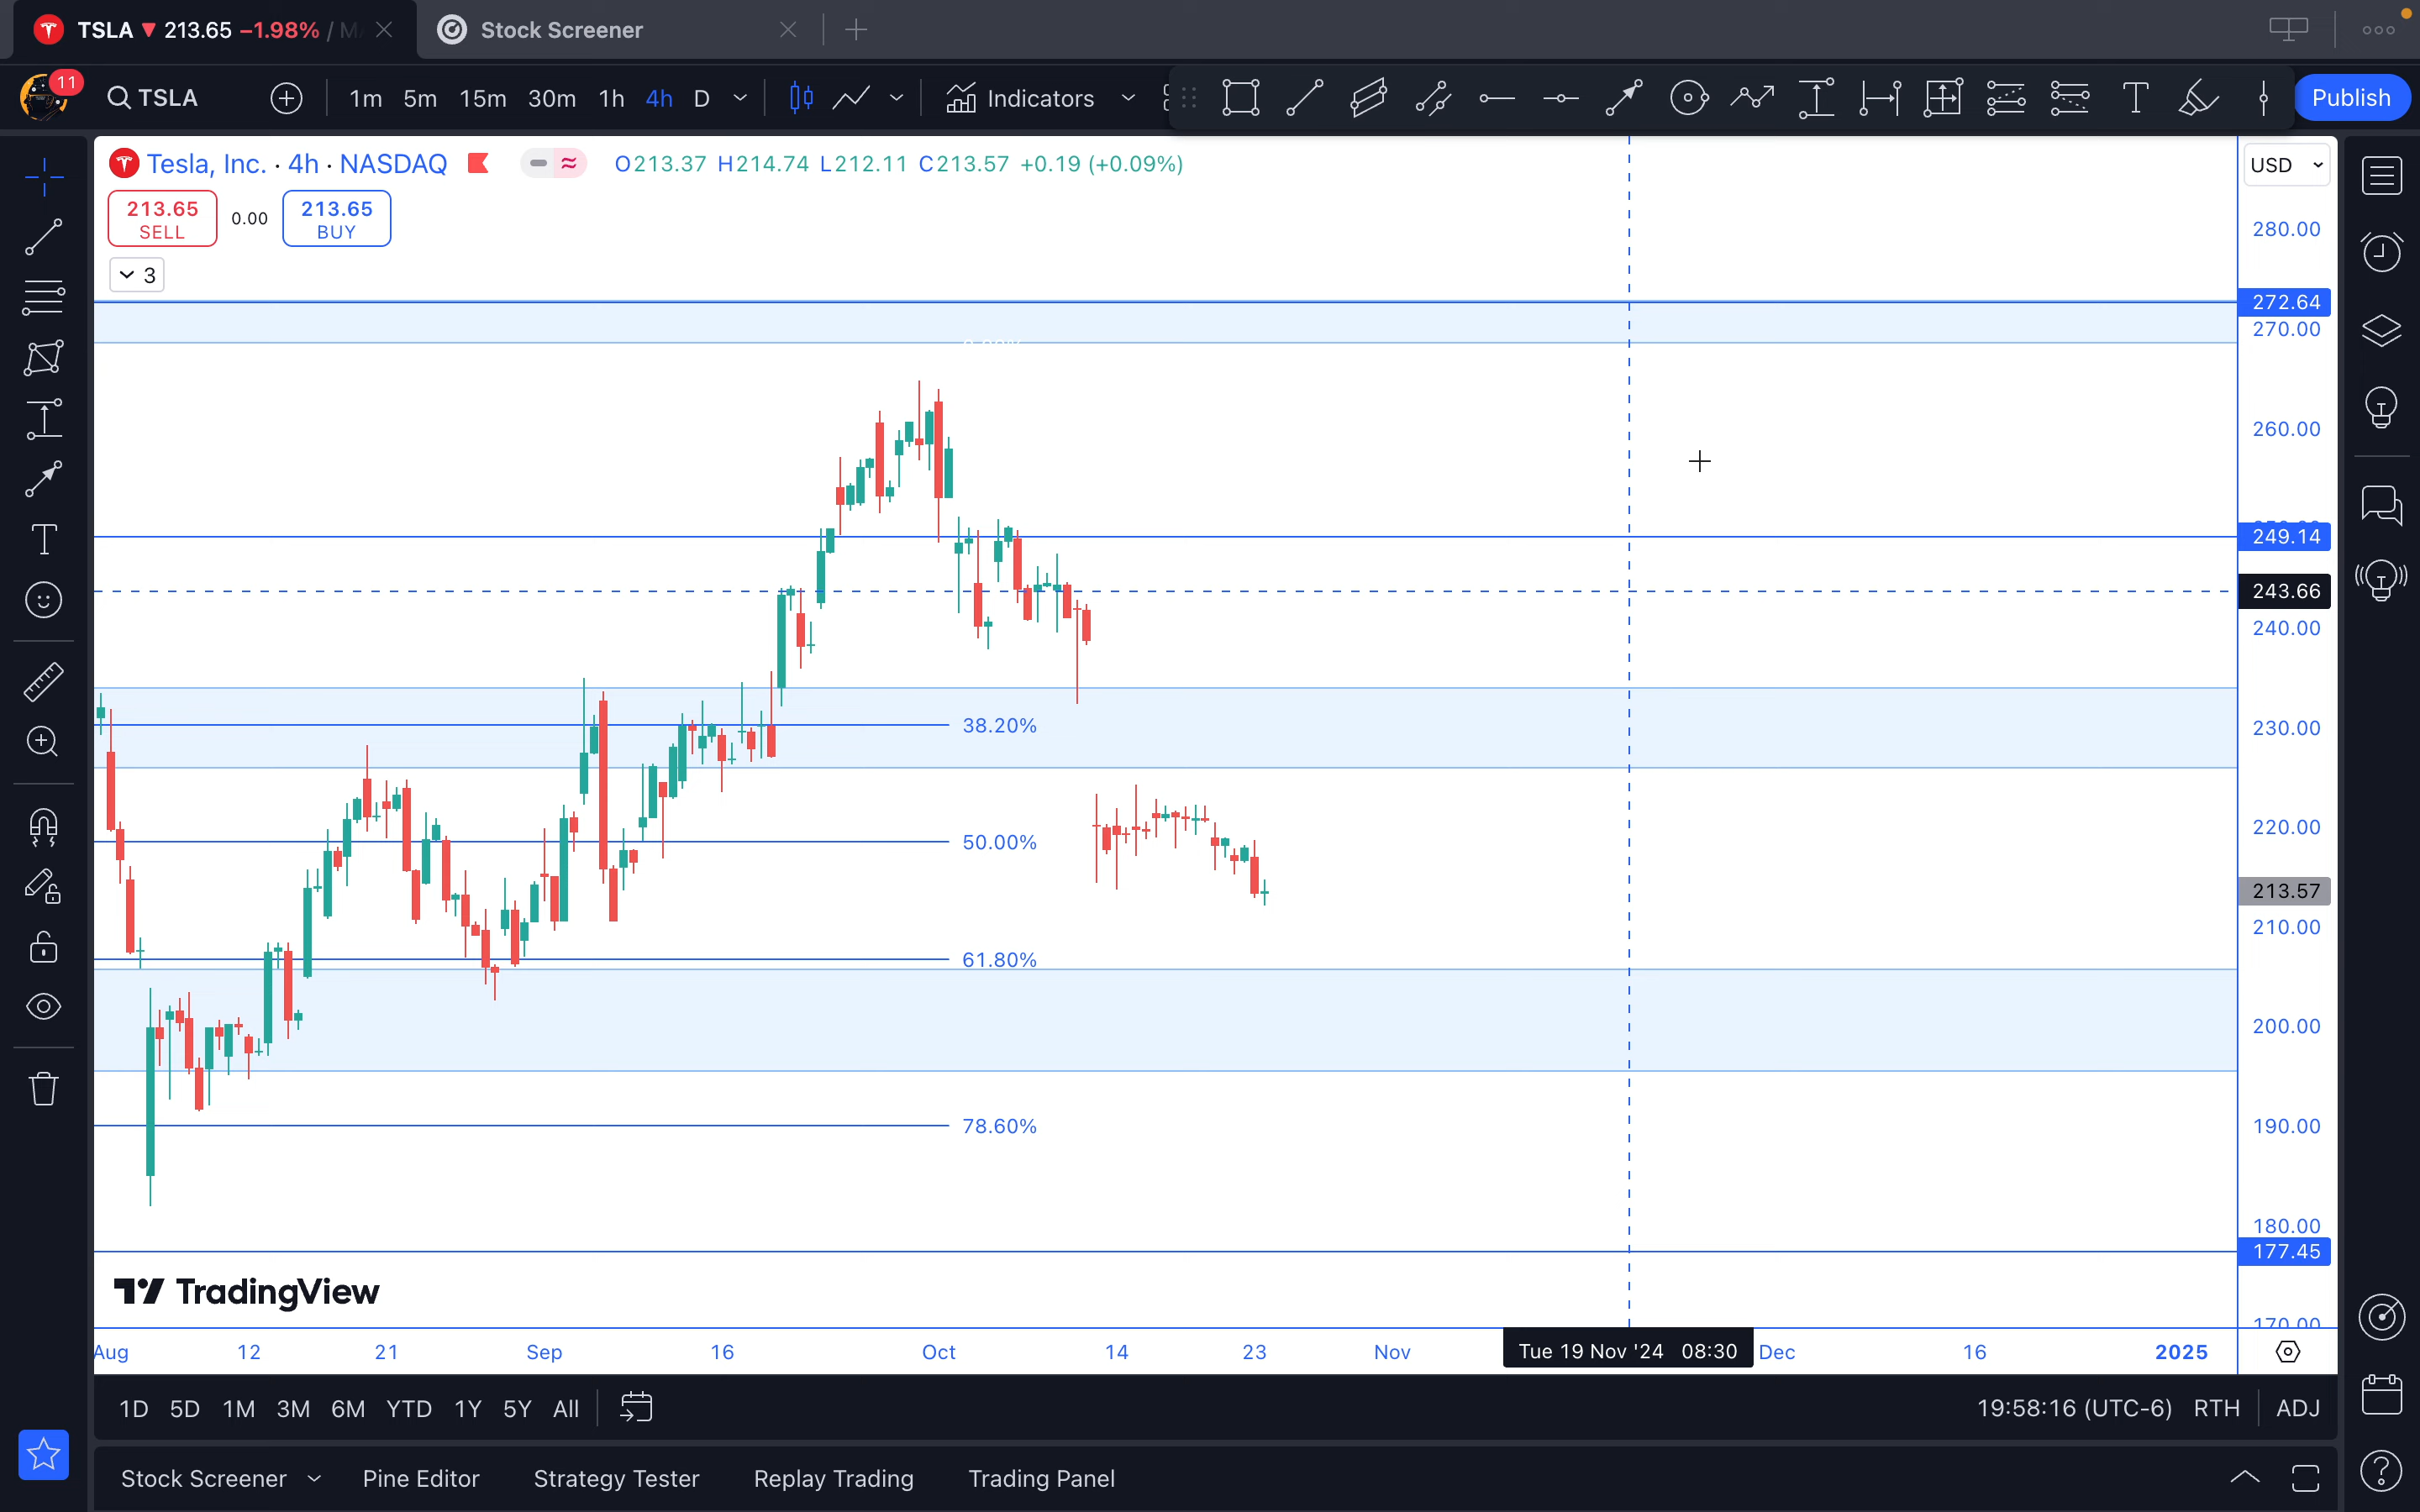 TSLA 213.65 −1.98% / M
Stock Screener
11
TSLA
1m 5m 15m 30m 1h 4h D
Indicators
Publish
Tesla, Inc. · 4h · NASDAQ
O213.37 H214.74 L212.11 C213.57 +0.19 (+0.09%)
USD
213.65
SELL
0.00
213.65
BUY
3
280.00
272.64
270.00
260.00
249.14
243.66
240.00
38.20%
230.00
50.00%
220.00
213.57
210.00
61.80%
200.00
78.60%
190.00
180.00
177.45
170.00
TradingView
Aug 12 21 Sep 16 Oct 14 23 Nov Tue 19 Nov '24 08:30 Dec 16 2025
1D 5D 1M 3M 6M YTD 1Y 5Y All
19:58:16 (UTC-6) RTH ADJ
Stock Screener Pine Editor Strategy Tester Replay Trading Trading Panel